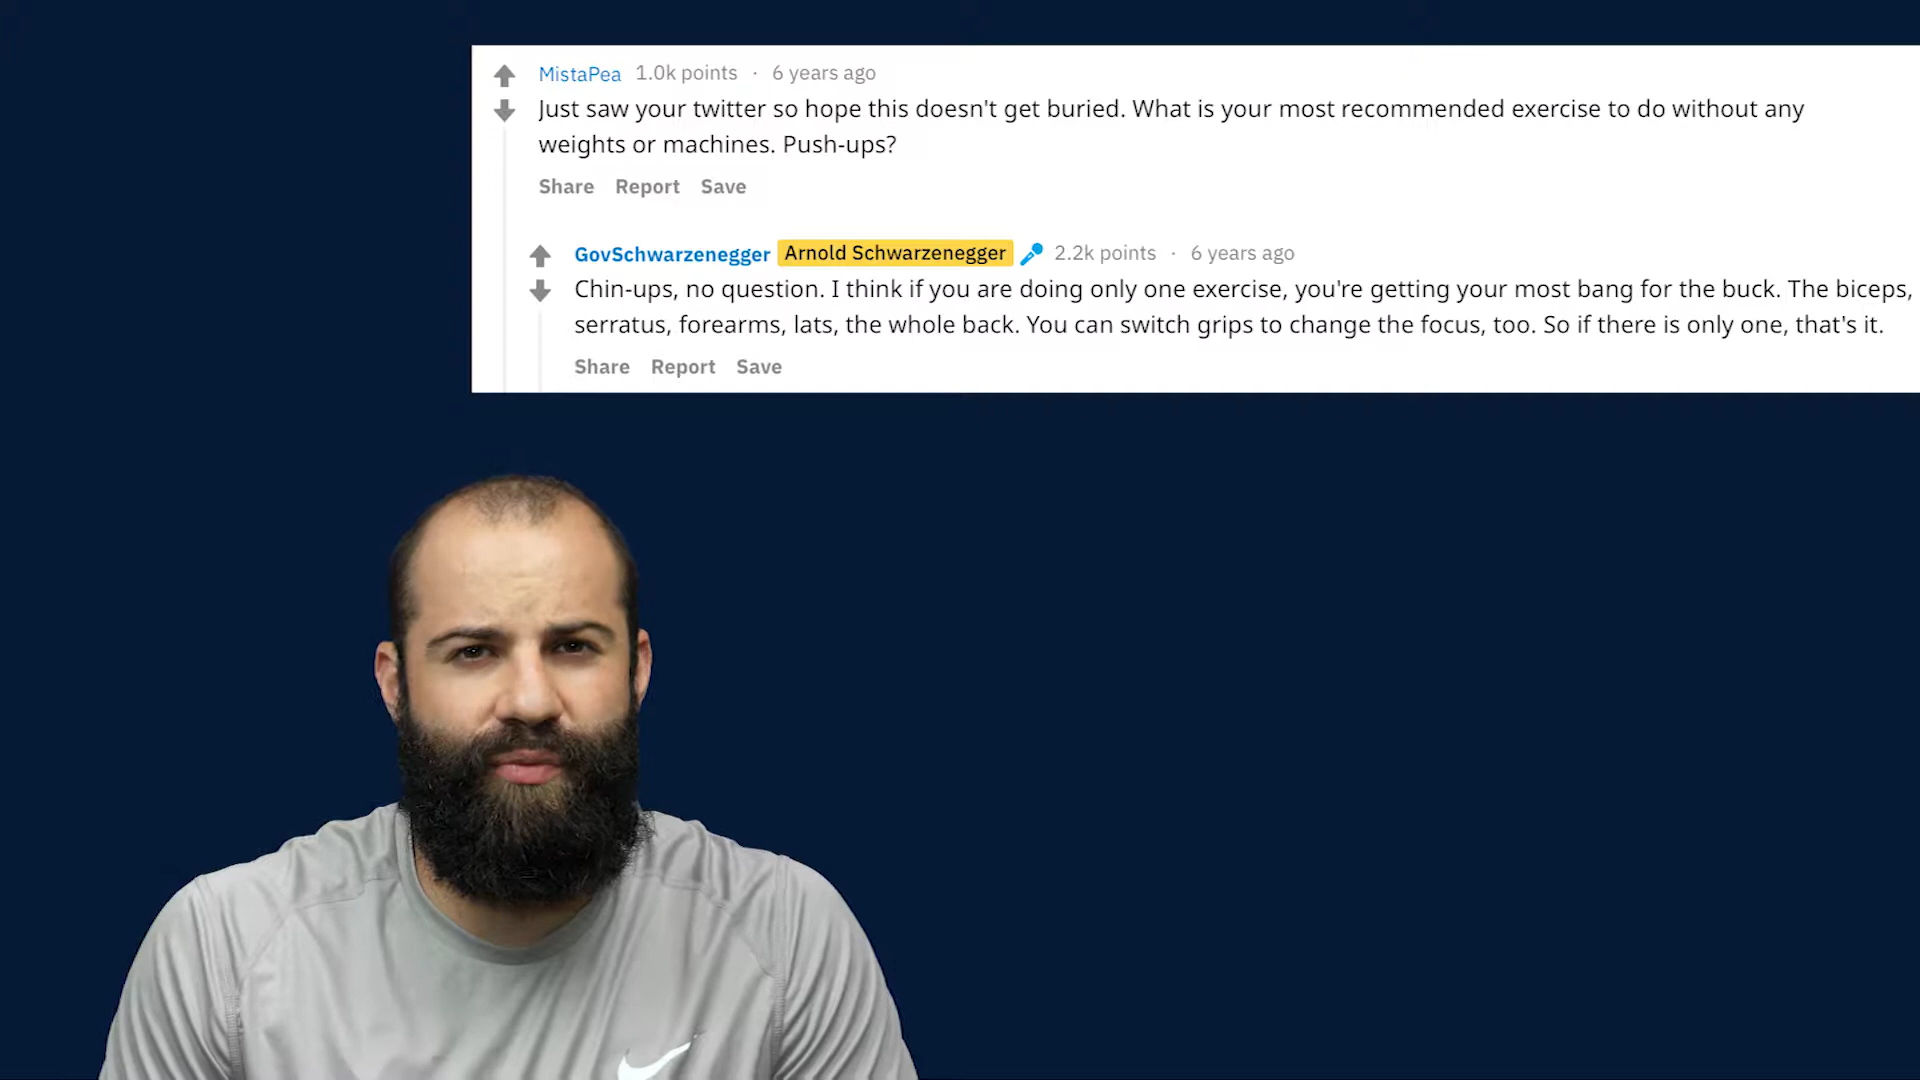 MistaPea 1.0k points · 6 years ago
Just saw your twitter so hope this doesn't get buried. What is your most recommended exercise to do without any
weights or machines. Push-ups?
Share Report Save
GovSchwarzenegger Arnold Schwarzenegger 2.2k points · 6 years ago
Chin-ups, no question. I think if you are doing only one exercise, you're getting your most bang for the buck. The biceps,
serratus, forearms, lats, the whole back. You can switch grips to change the focus, too. So if there is only one, that's it.
Share Report Save